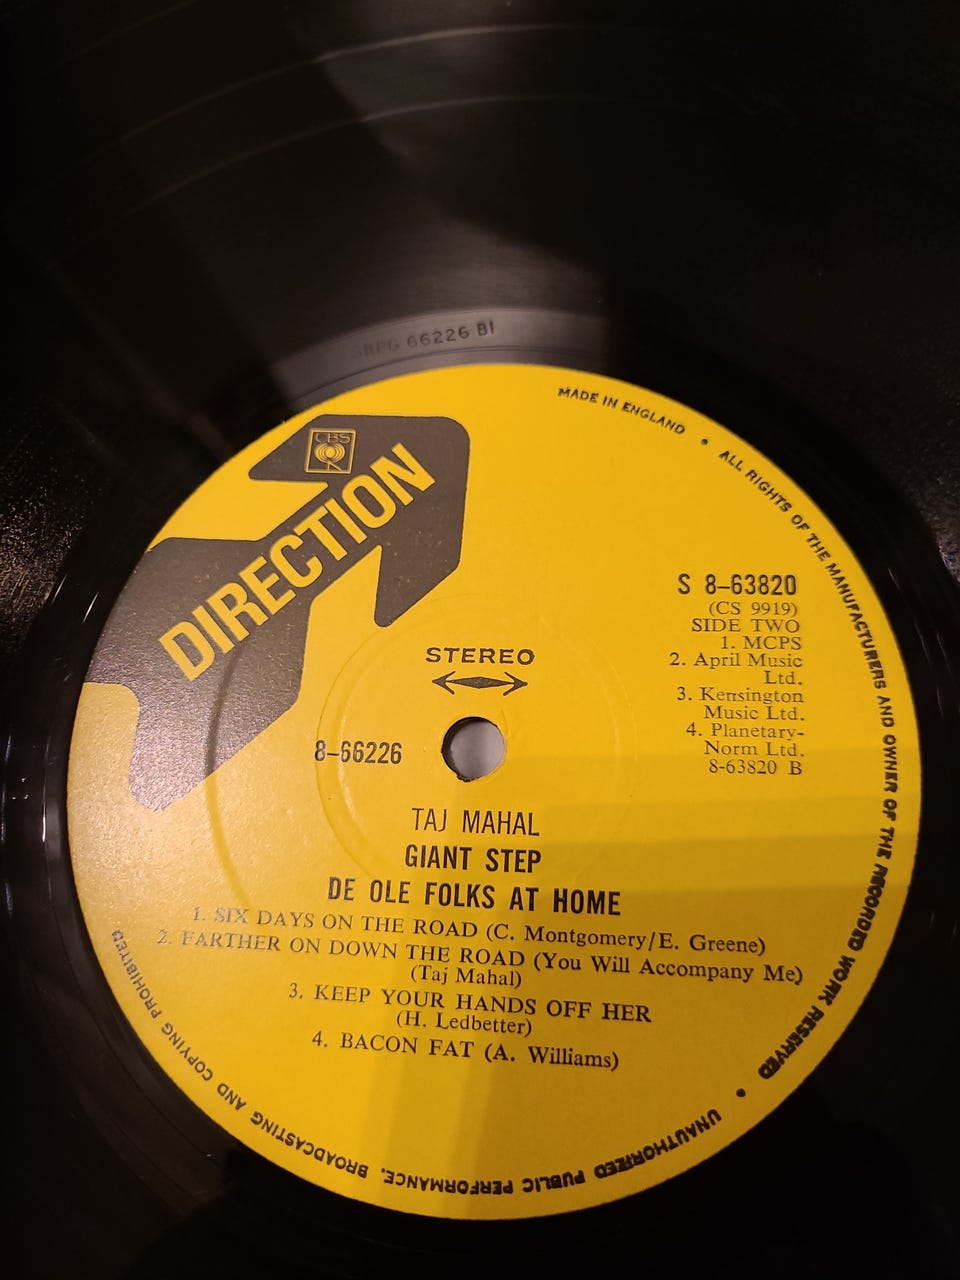 66226 B1
MADE IN ENGLAND • ALL RIGHTS OF THE MANUFACTURERS AND OWNER OF THE RECORDED WORK RESERVED • UNAUTHORIZED PUBLIC PERFORMANCE, BROADCASTING AND COPYING PROHIBITED
CBS
DIRECTION
S 8-63820
(CS 9919)
SIDE TWO
1. MCPS
2. April Music
Ltd.
3. Kensington
Music Ltd.
4. Planetary-
Norm Ltd.
8-63820 B
STEREO
8-66226
TAJ MAHAL
GIANT STEP
DE OLE FOLKS AT HOME
1. SIX DAYS ON THE ROAD (C. Montgomery/E. Greene)
2. FARTHER ON DOWN THE ROAD (You Will Accompany Me)
(Taj Mahal)
3. KEEP YOUR HANDS OFF HER
(H. Ledbetter)
4. BACON FAT (A. Williams)